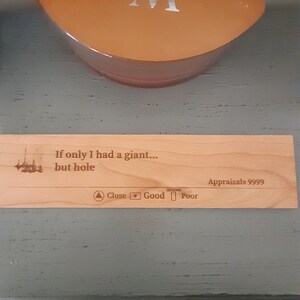 M
If only I had a giant...
but hole
Appraisals 9999
Close Good Poor